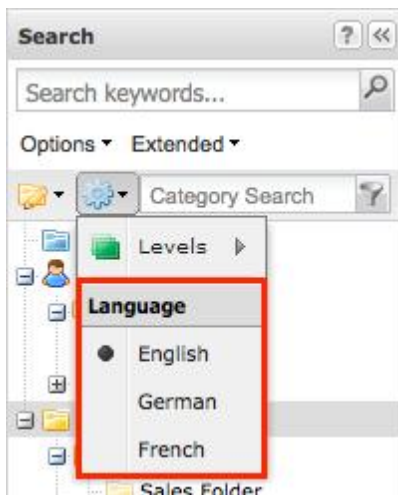 Search ? «
Search keywords...
Options Extended
Category Search
Levels
Language
English
German
French
Sales Folder